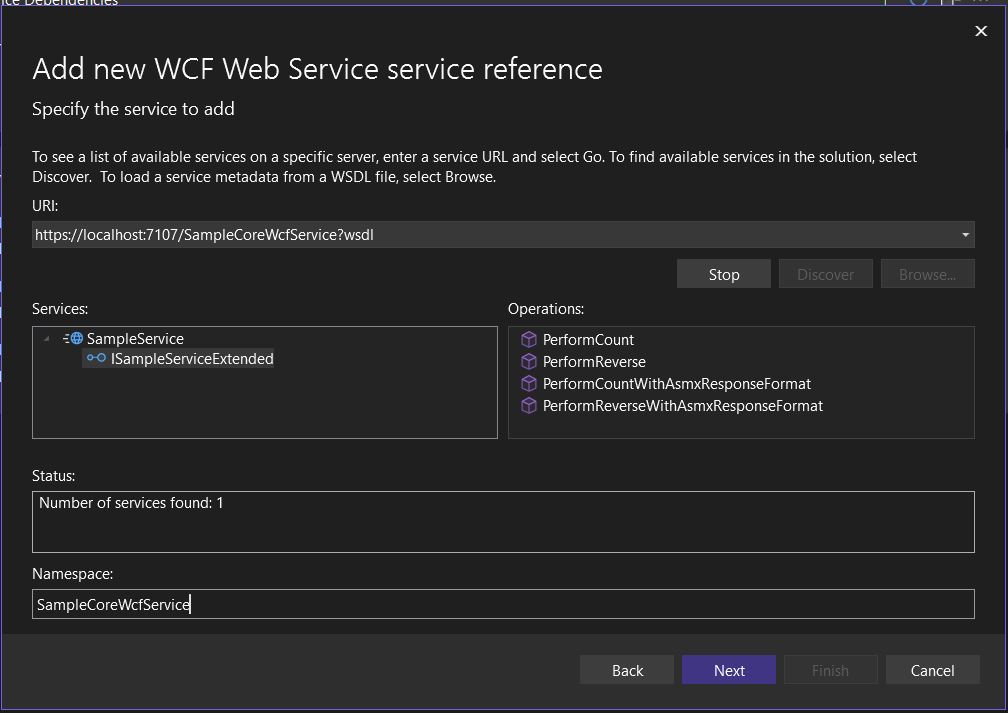 ice Dependencies
Add new WCF Web Service service reference
Specify the service to add
To see a list of available services on a specific server, enter a service URL and select Go. To find available services in the solution, select
Discover.  To load a service metadata from a WSDL file, select Browse.
URI:
https://localhost:7107/SampleCoreWcfService?wsdl
Stop
Discover
Browse...
Services:
Operations:
SampleService
ISampleServiceExtended
PerformCount
PerformReverse
PerformCountWithAsmxResponseFormat
PerformReverseWithAsmxResponseFormat
Status:
Number of services found: 1
Namespace:
SampleCoreWcfService
Back
Next
Finish
Cancel